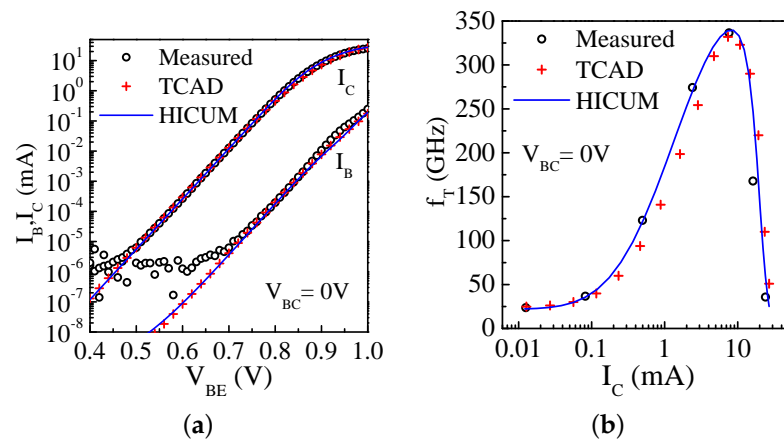 Measured
TCAD
HICUM
I_C
I_B
V_BC = 0V
10^1
10^0
10^-1
10^-2
10^-3
10^-4
10^-5
10^-6
10^-7
10^-8
I_B,I_C (mA)
0.4 0.5 0.6 0.7 0.8 0.9 1.0
V_BE (V)
(a)
Measured
TCAD
HICUM
V_BC = 0V
350
300
250
200
150
100
50
0
f_T (GHz)
0.01 0.1 1 10 100
I_C (mA)
(b)